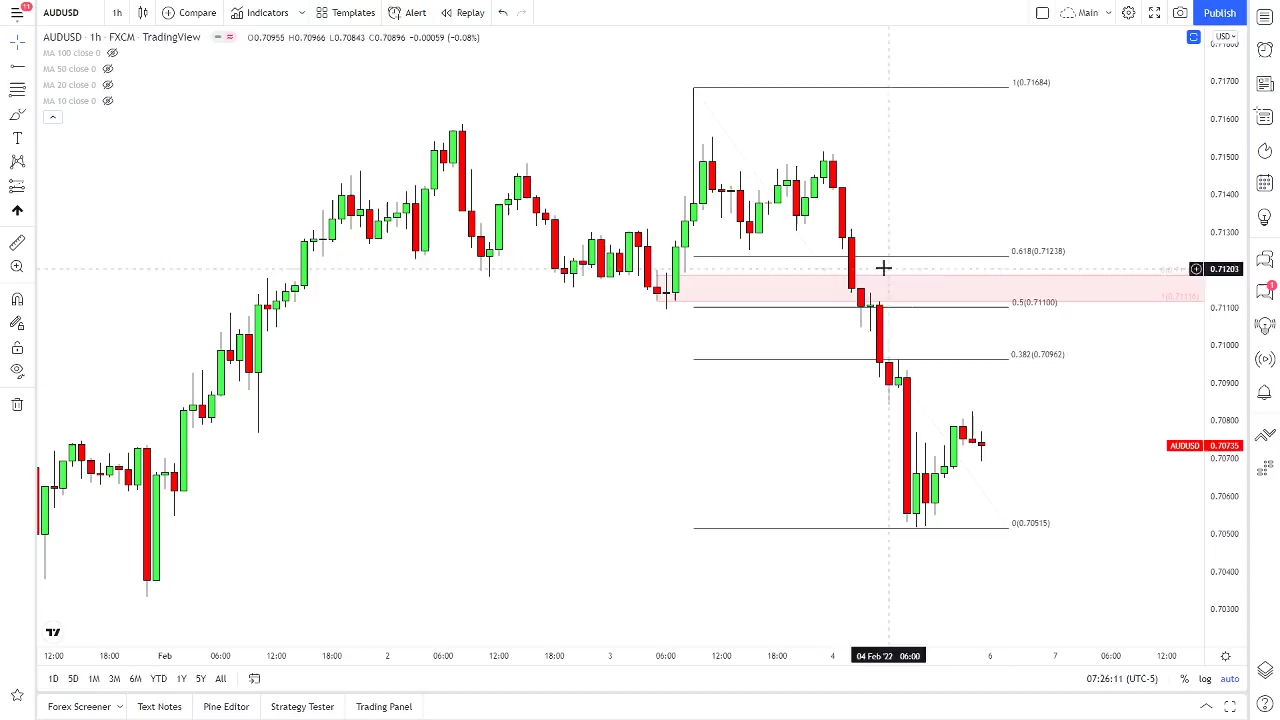 11
AUDUSD 1h Compare Indicators Templates Alert Replay Main Publish
AUDUSD · 1h · FXCM · TradingView O0.70955 H0.70966 L0.70843 C0.70896 -0.00059 (-0.08%)
USD
MA 100 close 0
MA 50 close 0
MA 20 close 0
MA 10 close 0
0.71700
0.71600
0.71500
0.71400
0.71300
0.71203
0.71100
0.71000
0.70900
0.70800
AUDUSD 0.70735
0.70700
0.70600
0.70500
0.70400
0.70300
1(0.71684)
0.618(0.71238)
1(0.71116)
0.5(0.71100)
0.382(0.70962)
0(0.70515)
1
12:00 18:00 Feb 06:00 12:00 18:00 2 06:00 12:00 18:00 3 06:00 12:00 18:00 4 04 Feb '22 06:00 6 7 06:00 12:00
1D 5D 1M 3M 6M YTD 1Y 5Y All 07:26:11 (UTC-5) % log auto
Forex Screener Text Notes Pine Editor Strategy Tester Trading Panel